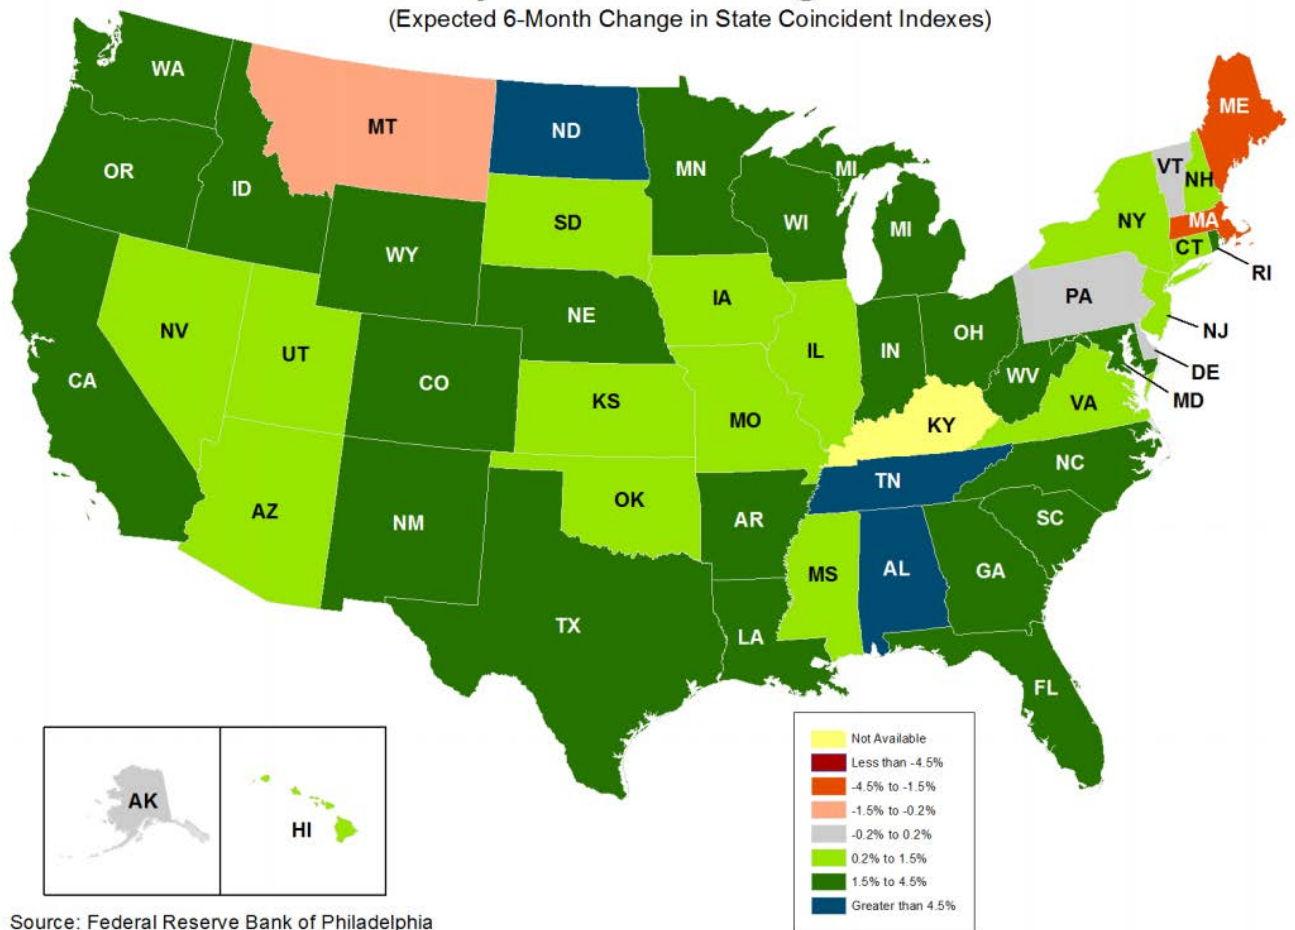 (Expected 6-Month Change in State Coincident Indexes)
WA
MT
ND
ME
OR
ID
MN
MI
VT
NH
SD
WI
MI
NY
MA
WY
CT
RI
IA
PA
NE
NV
UT
IL
IN
OH
NJ
CA
CO
WV
DE
KS
VA
MD
MO
KY
NC
TN
OK
AZ
NM
AR
SC
MS
AL
GA
TX
LA
FL
AK
HI
Not Available
Less than -4.5%
-4.5% to -1.5%
-1.5% to -0.2%
-0.2% to 0.2%
0.2% to 1.5%
1.5% to 4.5%
Greater than 4.5%
Source: Federal Reserve Bank of Philadelphia